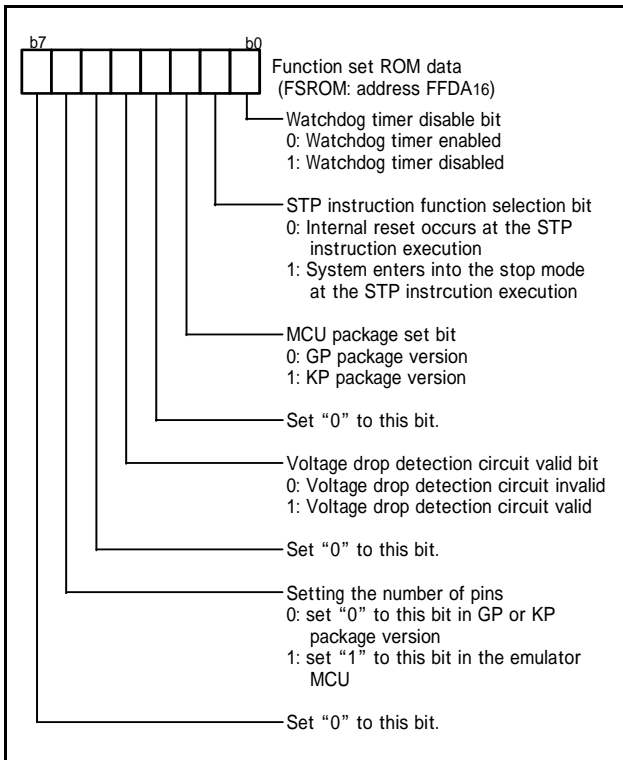 b7 b0
Function set ROM data
(FSROM: address FFDA16)
Watchdog timer disable bit
0: Watchdog timer enabled
1: Watchdog timer disabled
STP instruction function selection bit
0: Internal reset occurs at the STP
instruction execution
1: System enters into the stop mode
at the STP instrcution execution
MCU package set bit
0: GP package version
1: KP package version
Set “0” to this bit.
Voltage drop detection circuit valid bit
0: Voltage drop detection circuit invalid
1: Voltage drop detection circuit valid
Set “0” to this bit.
Setting the number of pins
0: set “0” to this bit in GP or KP
package version
1: set “1” to this bit in the emulator
MCU
Set “0” to this bit.